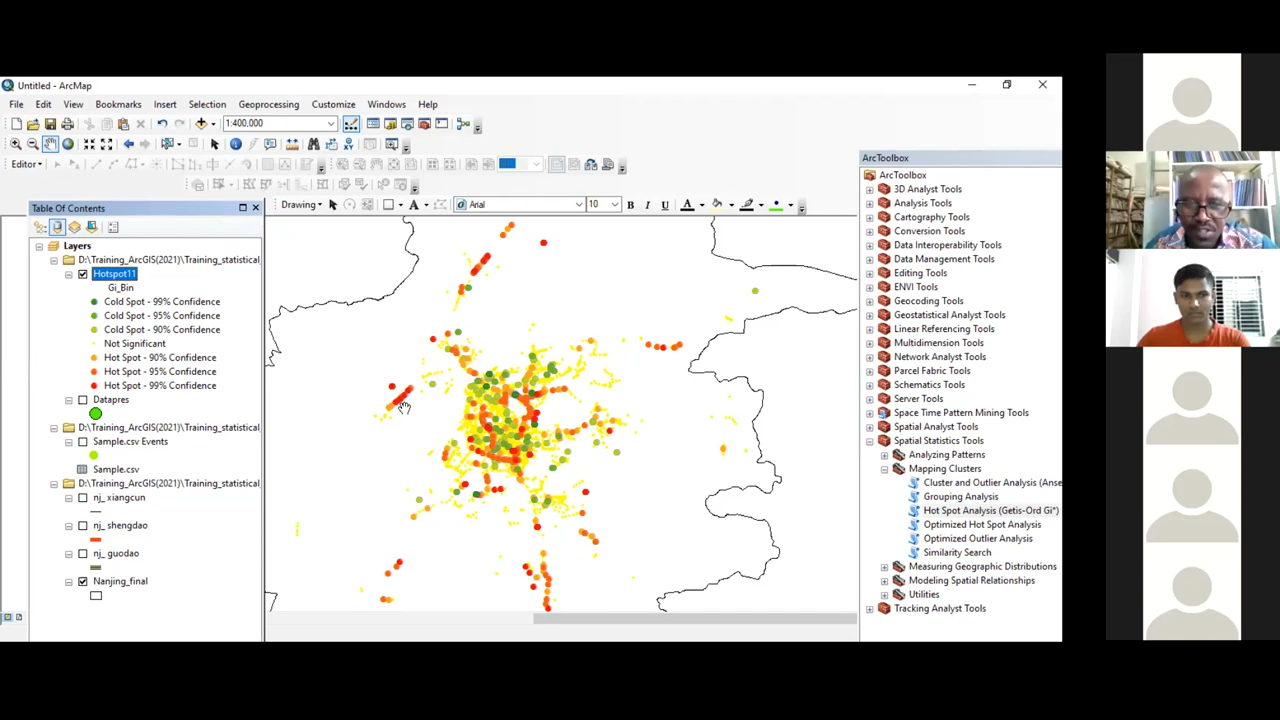 Untitled - ArcMap
File Edit View Bookmarks Insert Selection Geoprocessing Customize Windows Help
1:400,000
Editor
Drawing Arial 10 B I U A
Table Of Contents
Layers
D:\Training_ArcGIS(2021)\Training_statistical_
Hotspot11
Gi_Bin
Cold Spot - 99% Confidence
Cold Spot - 95% Confidence
Cold Spot - 90% Confidence
Not Significant
Hot Spot - 90% Confidence
Hot Spot - 95% Confidence
Hot Spot - 99% Confidence
Datapres
D:\Training_ArcGIS(2021)\Training_statistical_
Sample.csv Events
Sample.csv
D:\Training_ArcGIS(2021)\Training_statistical_
nj_xiangcun
nj_shengdao
nj_guodao
Nanjing_final
ArcToolbox
ArcToolbox
3D Analyst Tools
Analysis Tools
Cartography Tools
Conversion Tools
Data Interoperability Tools
Data Management Tools
Editing Tools
ENVI Tools
Geocoding Tools
Geostatistical Analyst Tools
Linear Referencing Tools
Multidimension Tools
Network Analyst Tools
Parcel Fabric Tools
Schematics Tools
Server Tools
Space Time Pattern Mining Tools
Spatial Analyst Tools
Spatial Statistics Tools
Analyzing Patterns
Mapping Clusters
Cluster and Outlier Analysis (Anse
Grouping Analysis
Hot Spot Analysis (Getis-Ord Gi*)
Optimized Hot Spot Analysis
Optimized Outlier Analysis
Similarity Search
Measuring Geographic Distributions
Modeling Spatial Relationships
Utilities
Tracking Analyst Tools